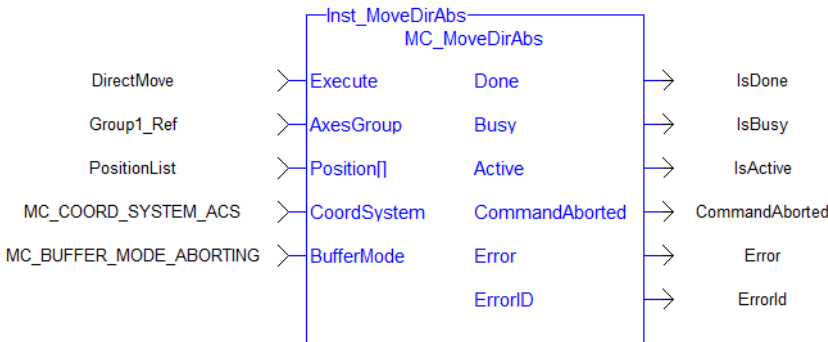 Inst_MoveDirAbs
MC_MoveDirAbs
DirectMove Execute Done IsDone
Group1_Ref AxesGroup Busy IsBusy
PositionList Position[] Active IsActive
MC_COORD_SYSTEM_ACS CoordSystem CommandAborted CommandAborted
MC_BUFFER_MODE_ABORTING BufferMode Error Error
ErrorID ErrorId